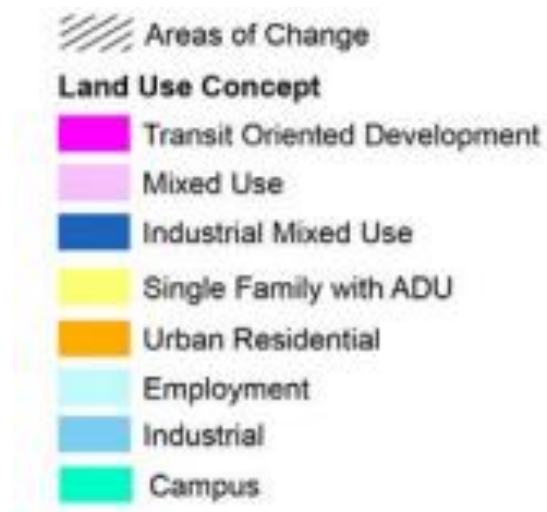 Areas of Change
Land Use Concept
Transit Oriented Development
Mixed Use
Industrial Mixed Use
Single Family with ADU
Urban Residential
Employment
Industrial
Campus